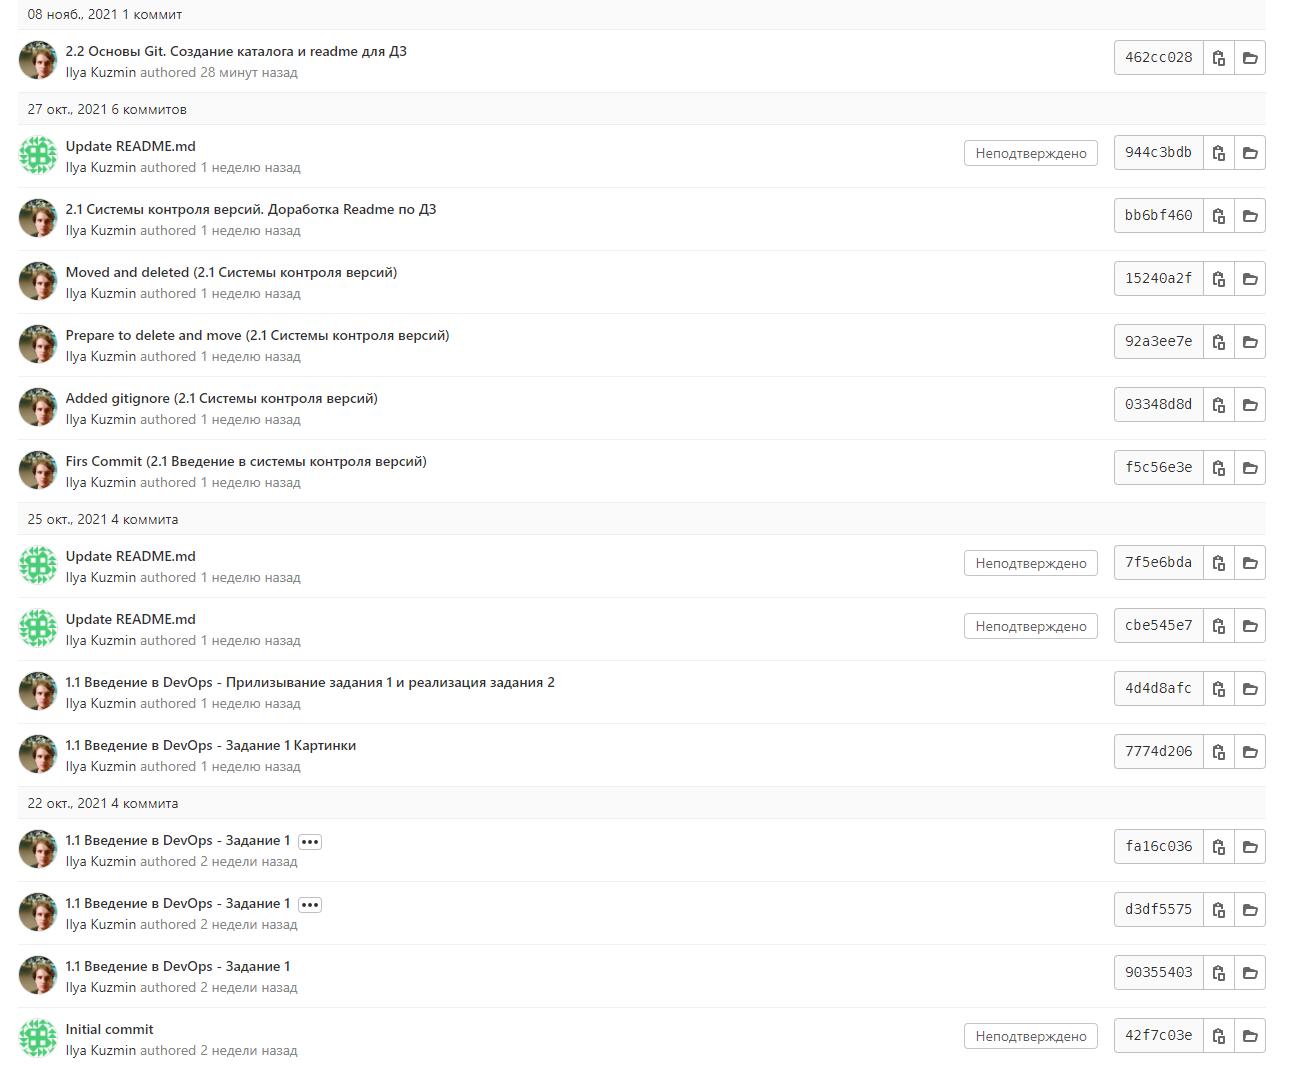 08 нояб., 2021 1 коммит
2.2 Основы Git. Создание каталога и readme для ДЗ
Ilya Kuzmin authored 28 минут назад
462cc028
27 окт., 2021 6 коммитов
Update README.md
Ilya Kuzmin authored 1 неделю назад
Неподтверждено
944c3bdb
2.1 Системы контроля версий. Доработка Readme по ДЗ
Ilya Kuzmin authored 1 неделю назад
bb6bf460
Moved and deleted (2.1 Системы контроля версий)
Ilya Kuzmin authored 1 неделю назад
15240a2f
Prepare to delete and move (2.1 Системы контроля версий)
Ilya Kuzmin authored 1 неделю назад
92a3ee7e
Added gitignore (2.1 Системы контроля версий)
Ilya Kuzmin authored 1 неделю назад
03348d8d
Firs Commit (2.1 Введение в системы контроля версий)
Ilya Kuzmin authored 1 неделю назад
f5c56e3e
25 окт., 2021 4 коммита
Update README.md
Ilya Kuzmin authored 1 неделю назад
Неподтверждено
7f5e6bda
Update README.md
Ilya Kuzmin authored 1 неделю назад
Неподтверждено
cbe545e7
1.1 Введение в DevOps - Прилизывание задания 1 и реализация задания 2
Ilya Kuzmin authored 1 неделю назад
4d4d8afc
1.1 Введение в DevOps - Задание 1 Картинки
Ilya Kuzmin authored 1 неделю назад
7774d206
22 окт., 2021 4 коммита
1.1 Введение в DevOps - Задание 1
Ilya Kuzmin authored 2 недели назад
fa16c036
1.1 Введение в DevOps - Задание 1
Ilya Kuzmin authored 2 недели назад
d3df5575
1.1 Введение в DevOps - Задание 1
Ilya Kuzmin authored 2 недели назад
90355403
Initial commit
Ilya Kuzmin authored 2 недели назад
Неподтверждено
42f7c03e